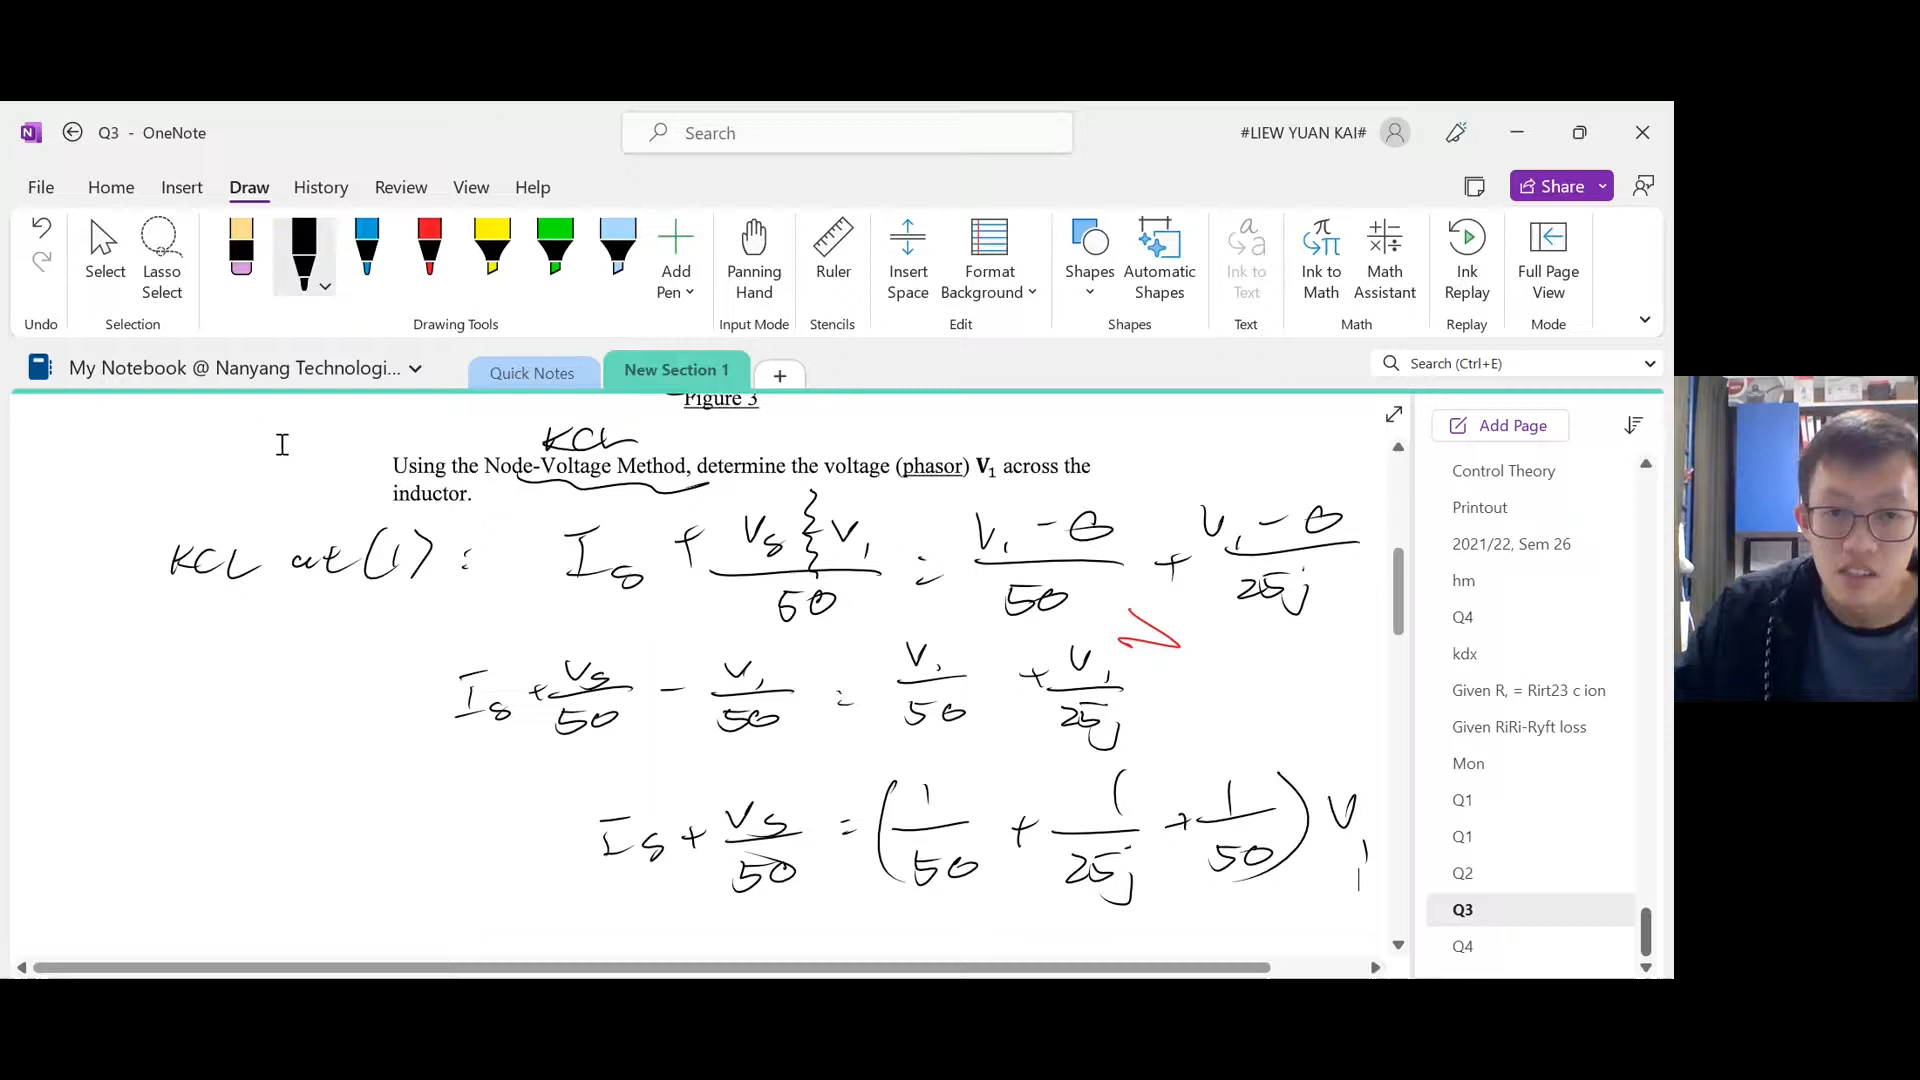 Q3 - OneNote
Search
#LIEW YUAN KAI#
File Home Insert Draw History Review View Help
Share
Select
Lasso Select
Add Pen
Panning Hand
Ruler
Insert Space
Format Background
Shapes
Automatic Shapes
Ink to Text
Ink to Math
Math Assistant
Ink Replay
Full Page View
Undo
Selection
Drawing Tools
Input Mode
Stencils
Edit
Shapes
Text
Math
Replay
Mode
My Notebook @ Nanyang Technologi...
Quick Notes
New Section 1
+
Search (Ctrl+E)
Figure 3
KCL
Using the Node-Voltage Method, determine the voltage (phasor) V₁ across the
inductor.
KCL at (1) : Is + (Vs - V₁)/50 = (V₁ - 0)/50 + (V₁ - 0)/25j
Is + Vs/50 - V₁/50 = V₁/50 + V₁/25j
Is + Vs/50 = (1/50 + 1/25j + 1/50) V₁
Add Page
Control Theory
Printout
2021/22, Sem 26
hm
Q4
kdx
Given R, = Rirt23 c ion
Given RiRi-Ryft loss
Mon
Q1
Q1
Q2
Q3
Q4